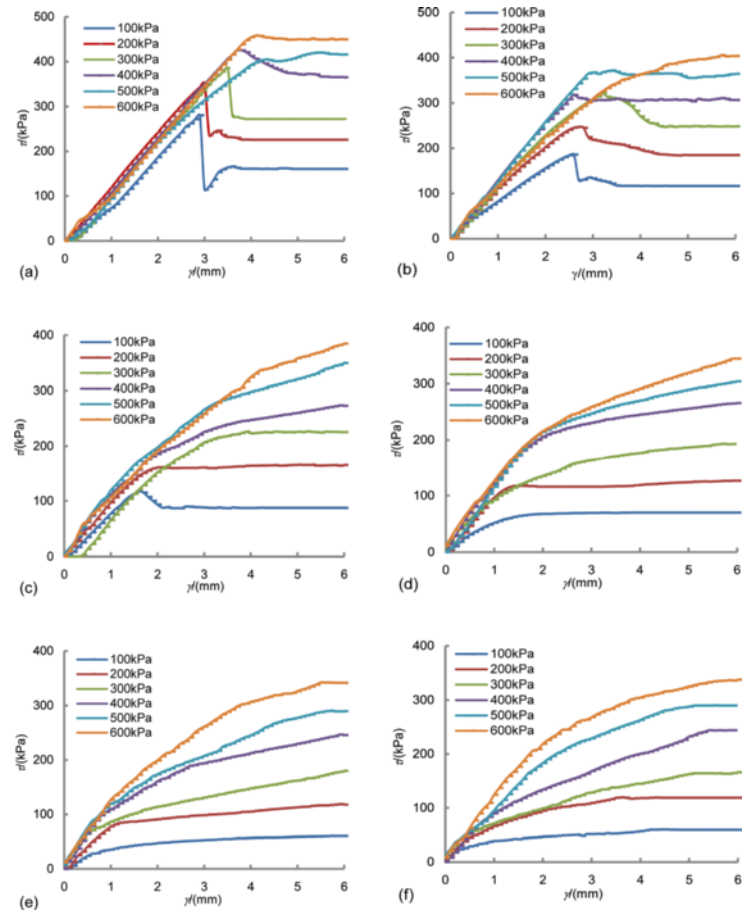 τ/(kPa)
500
400
300
200
100
0
100kPa
200kPa
300kPa
400kPa
500kPa
600kPa
0 1 2 3 4 5 6
(a) γ/(mm)
τ/(kPa)
500
400
300
200
100
0
100kPa
200kPa
300kPa
400kPa
500kPa
600kPa
0 1 2 3 4 5 6
(b) γ/(mm)
τ/(kPa)
400
300
200
100
0
100kPa
200kPa
300kPa
400kPa
500kPa
600kPa
0 1 2 3 4 5 6
(c) γ/(mm)
τ/(kPa)
400
300
200
100
0
100kPa
200kPa
300kPa
400kPa
500kPa
600kPa
0 1 2 3 4 5 6
(d) γ/(mm)
τ/(kPa)
400
300
200
100
0
100kPa
200kPa
300kPa
400kPa
500kPa
600kPa
0 1 2 3 4 5 6
(e) γ/(mm)
τ/(kPa)
400
300
200
100
0
100kPa
200kPa
300kPa
400kPa
500kPa
600kPa
0 1 2 3 4 5 6
(f) γ/(mm)